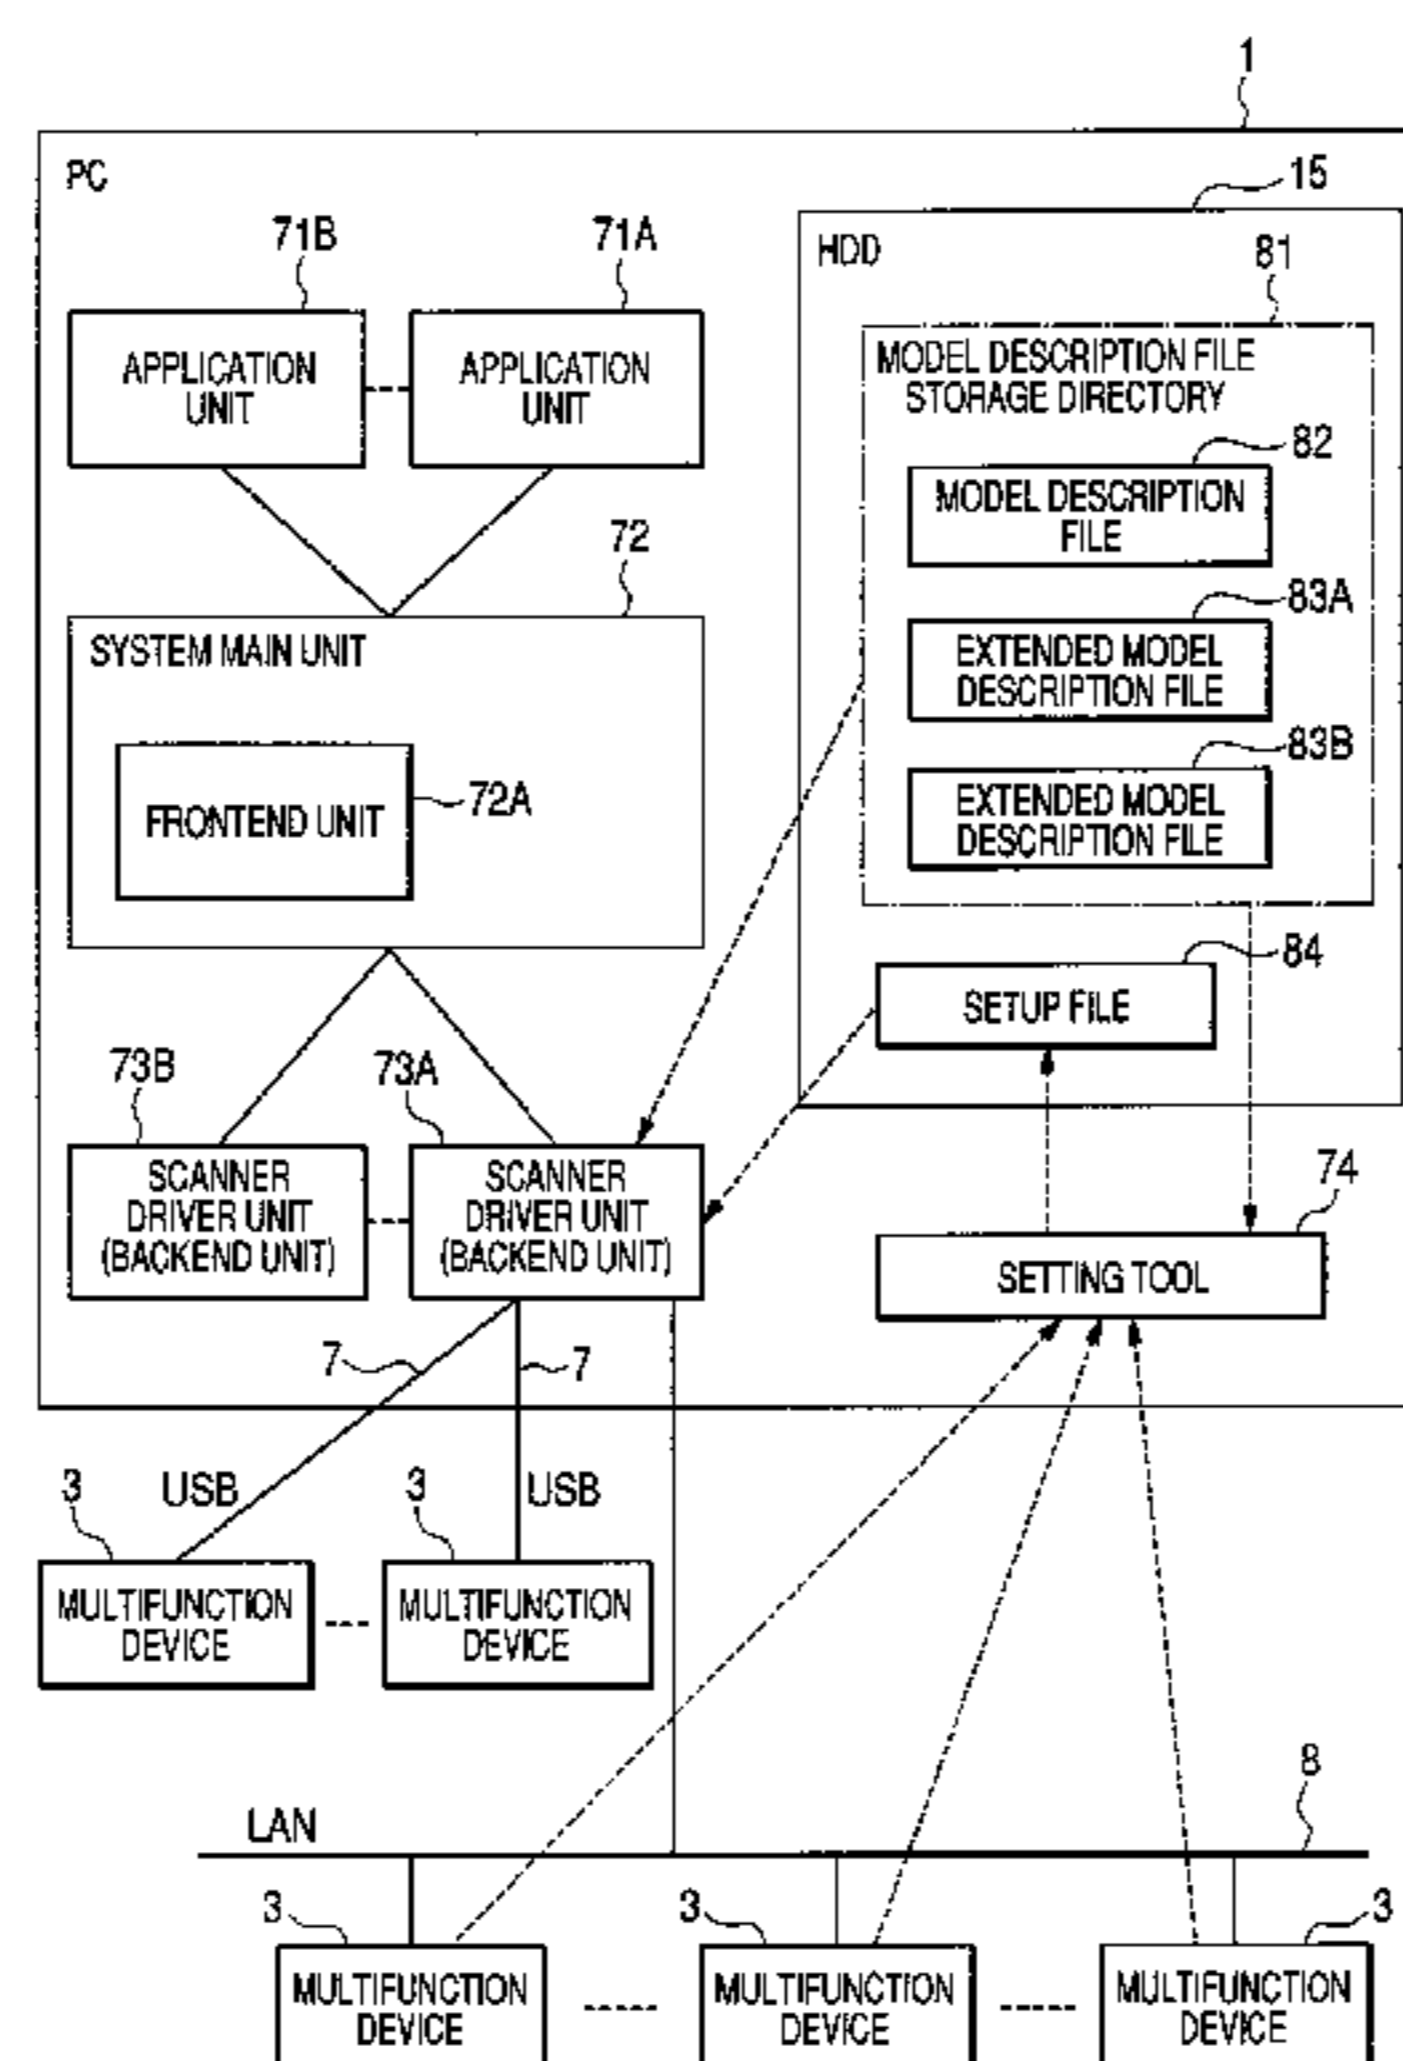 1
PC
15
71B
71A
HDD
81
APPLICATION
UNIT
APPLICATION
UNIT
MODEL DESCRIPTION FILE
STORAGE DIRECTORY
82
MODEL DESCRIPTION
FILE
72
83A
SYSTEM MAIN UNIT
EXTENDED MODEL
DESCRIPTION FILE
83B
FRONTEND UNIT
72A
EXTENDED MODEL
DESCRIPTION FILE
84
SETUP FILE
73B
73A
SCANNER
DRIVER UNIT
(BACKEND UNIT)
SCANNER
DRIVER UNIT
(BACKEND UNIT)
74
SETTING TOOL
7
7
3
USB
3
USB
MULTIFUNCTION
DEVICE
MULTIFUNCTION
DEVICE
8
LAN
3
3
3
MULTIFUNCTION
DEVICE
MULTIFUNCTION
DEVICE
MULTIFUNCTION
DEVICE